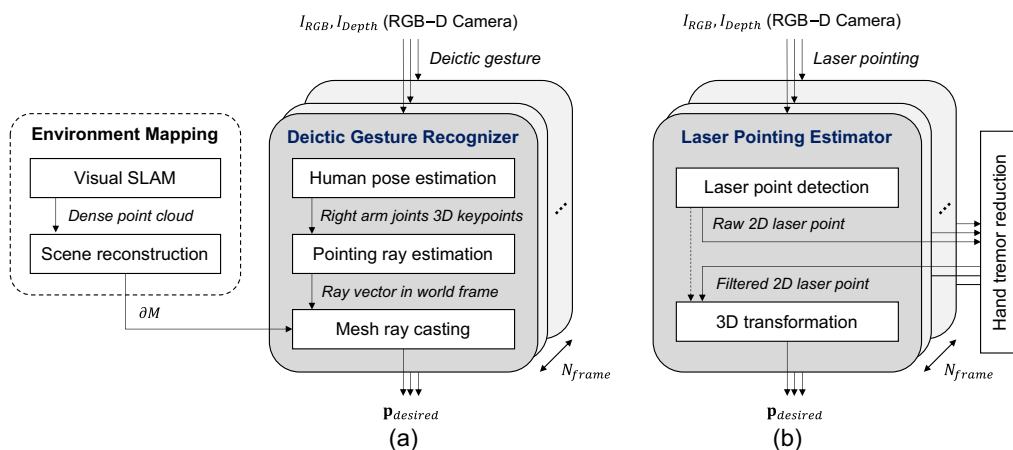 I_RGB, I_Depth (RGB–D Camera)
Deictic gesture
Environment Mapping
Visual SLAM
Dense point cloud
Scene reconstruction
∂M
Deictic Gesture Recognizer
Human pose estimation
Right arm joints 3D keypoints
Pointing ray estimation
Ray vector in world frame
Mesh ray casting
...
N_frame
p_desired
(a)
I_RGB, I_Depth (RGB–D Camera)
Laser pointing
Laser Pointing Estimator
Laser point detection
Raw 2D laser point
Filtered 2D laser point
3D transformation
...
Hand tremor reduction
N_frame
p_desired
(b)